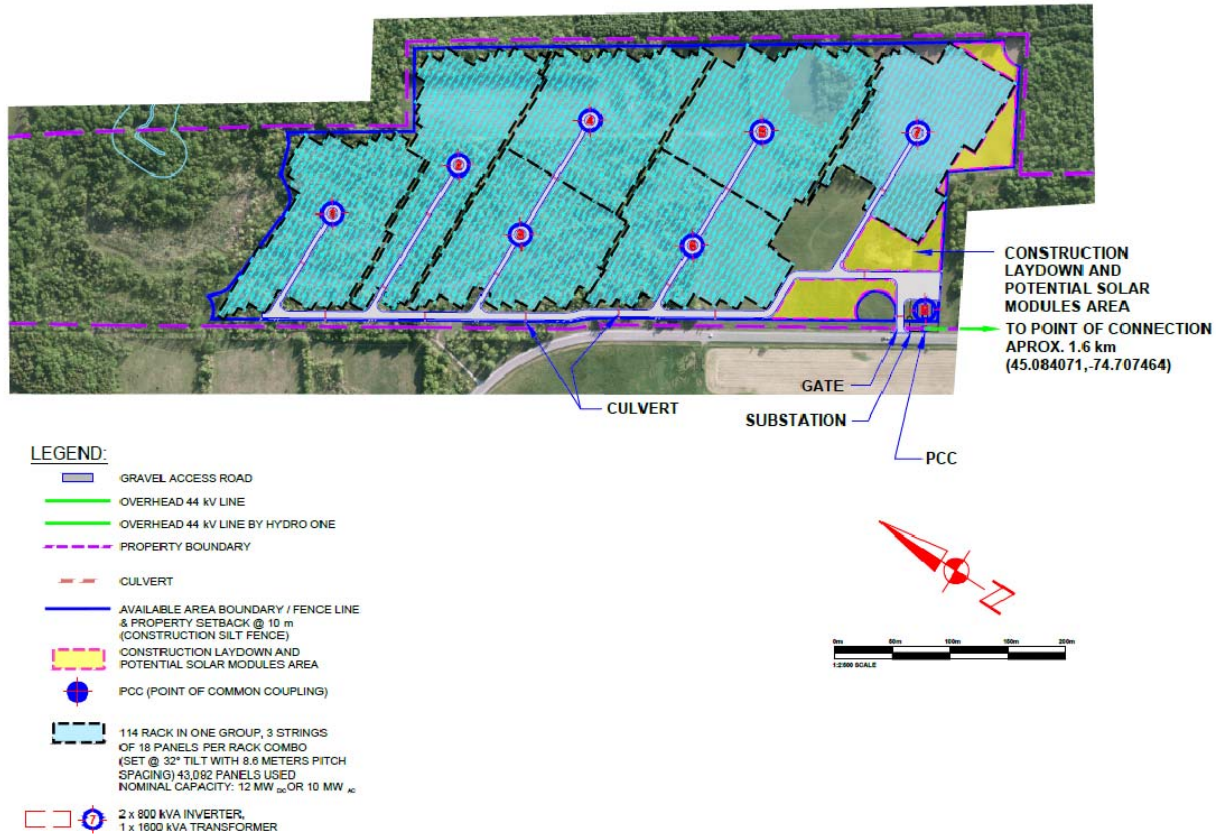 1
2
4
3
5
6
7
CONSTRUCTION
LAYDOWN AND
POTENTIAL SOLAR
MODULES AREA
TO POINT OF CONNECTION
APROX. 1.6 km
(45.084071,-74.707464)
GATE
CULVERT
SUBSTATION
PCC
LEGEND:
GRAVEL ACCESS ROAD
OVERHEAD 44 kV LINE
OVERHEAD 44 kV LINE BY HYDRO ONE
PROPERTY BOUNDARY
CULVERT
AVAILABLE AREA BOUNDARY / FENCE LINE
& PROPERTY SETBACK @ 10 m
(CONSTRUCTION SILT FENCE)
CONSTRUCTION LAYDOWN AND
POTENTIAL SOLAR MODULES AREA
PCC (POINT OF COMMON COUPLING)
114 RACK IN ONE GROUP, 3 STRINGS
OF 18 PANELS PER RACK COMBO
(SET @ 32° TILT WITH 8.6 METERS PITCH
SPACING) 43,092 PANELS USED
NOMINAL CAPACITY: 12 MW DC OR 10 MW AC
7
2 x 800 kVA INVERTER,
1 x 1600 kVA TRANSFORMER
N
0m 50m 100m 150m 200m
1:2500 SCALE